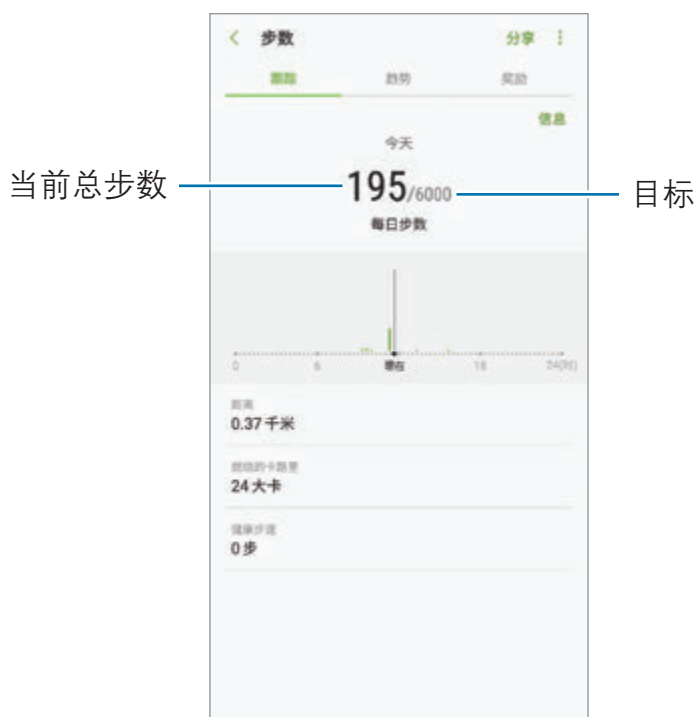 步数 分享
跟踪 趋势 奖励
信息
今天
当前总步数 195/6000 目标
每日步数
0 6 现在 18 24(时)
距离
0.37 千米
燃烧的卡路里
24 大卡
健康步速
0 步